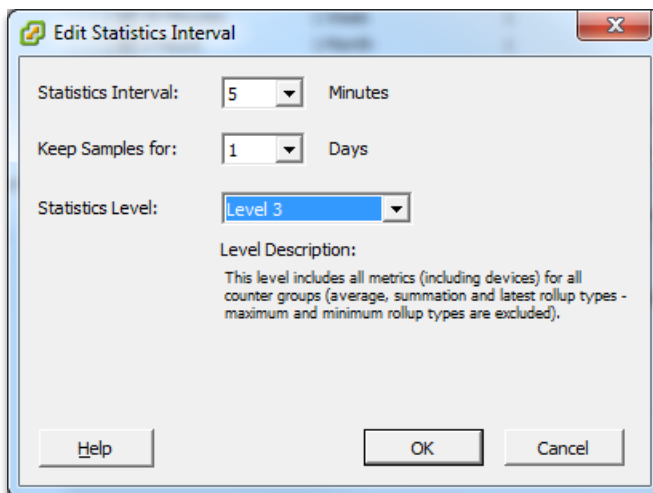 Edit Statistics Interval
Statistics Interval: 5 Minutes
Keep Samples for: 1 Days
Statistics Level: Level 3
Level Description:
This level includes all metrics (including devices) for all
counter groups (average, summation and latest rollup types -
maximum and minimum rollup types are excluded).
Help OK Cancel